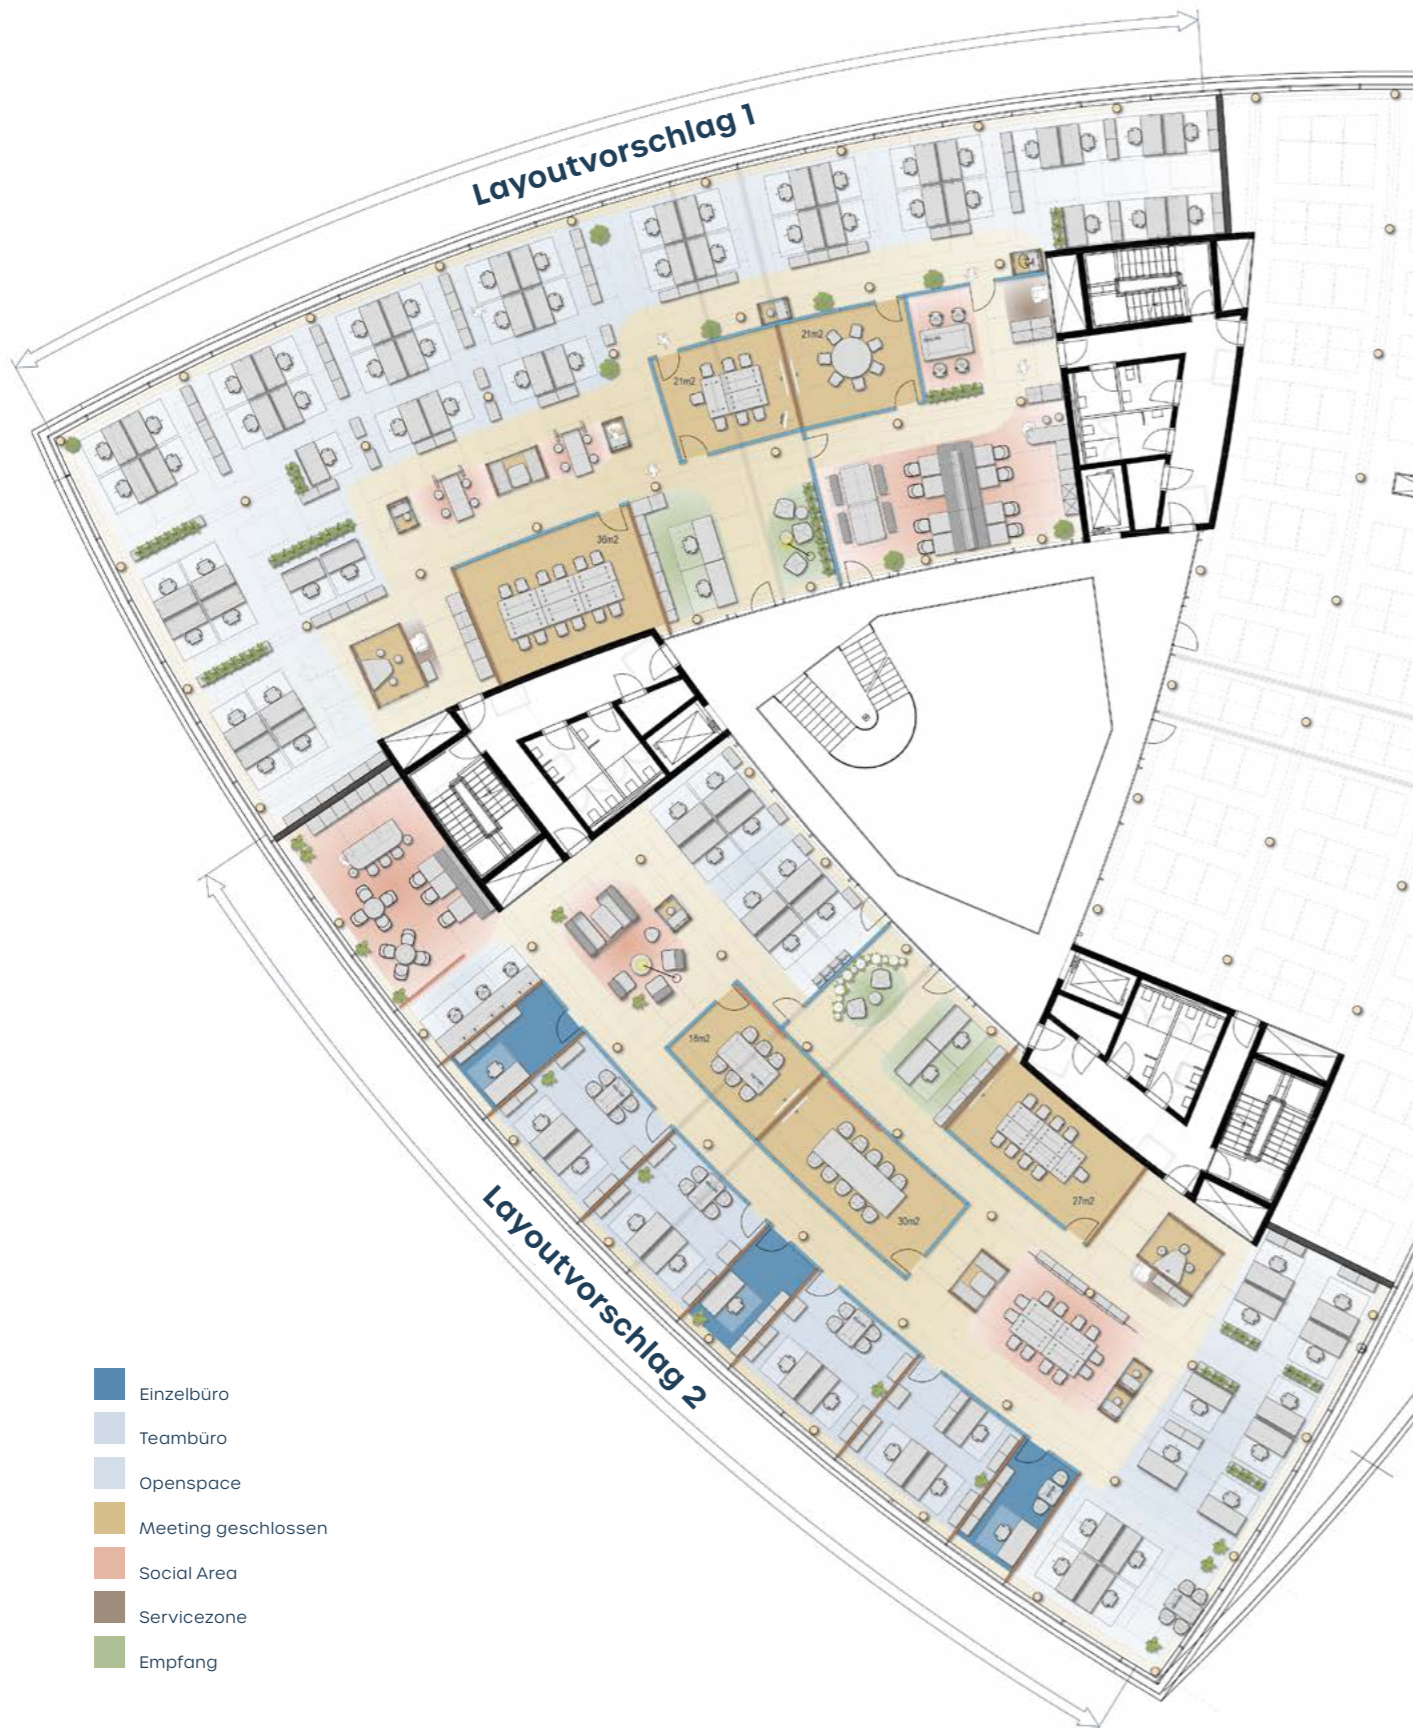 Layoutvorschlag 1
21m2
21m2
36m2
18m2
30m2
27m2
Layoutvorschlag 2
Einzelbüro
Teambüro
Openspace
Meeting geschlossen
Social Area
Servicezone
Empfang